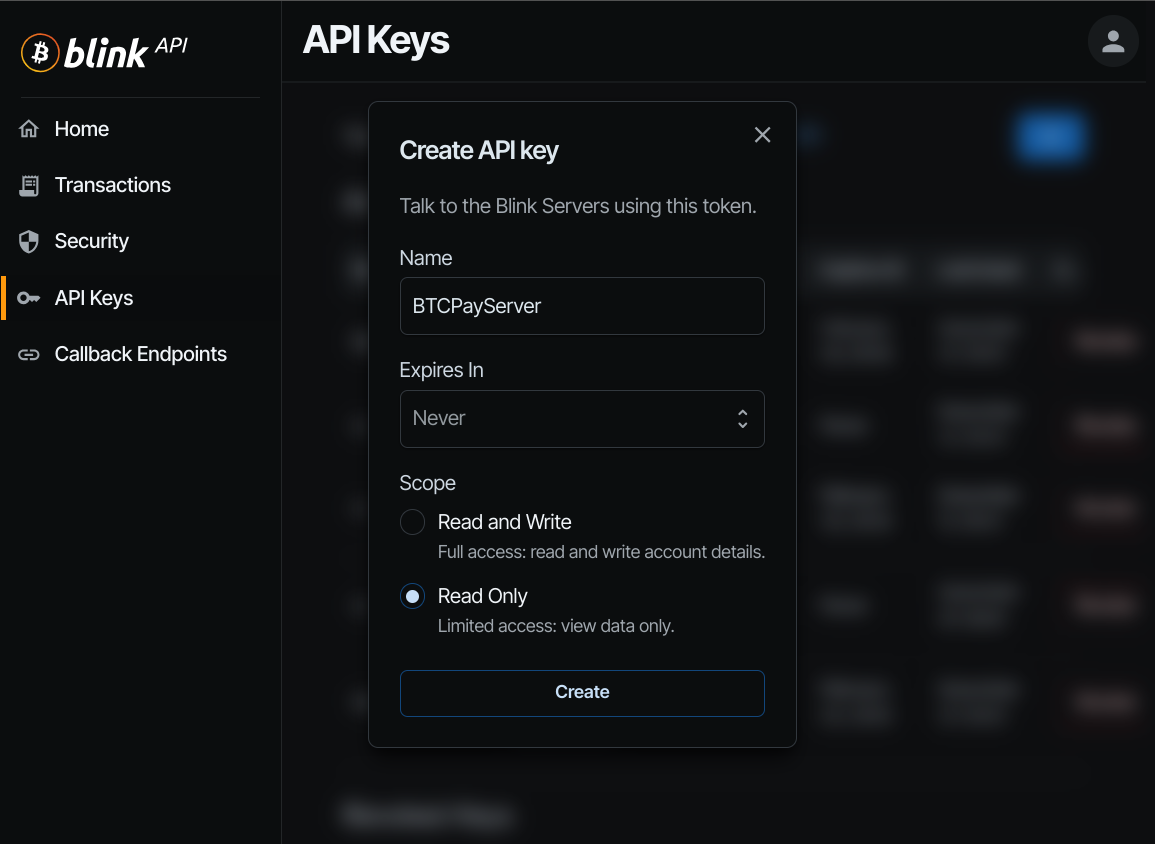 blink API
Home
Transactions
Security
API Keys
Callback Endpoints
API Keys
Create API key
Talk to the Blink Servers using this token.
Name
BTCPayServer
Expires In
Never
Scope
Read and Write
Full access: read and write account details.
Read Only
Limited access: view data only.
Create